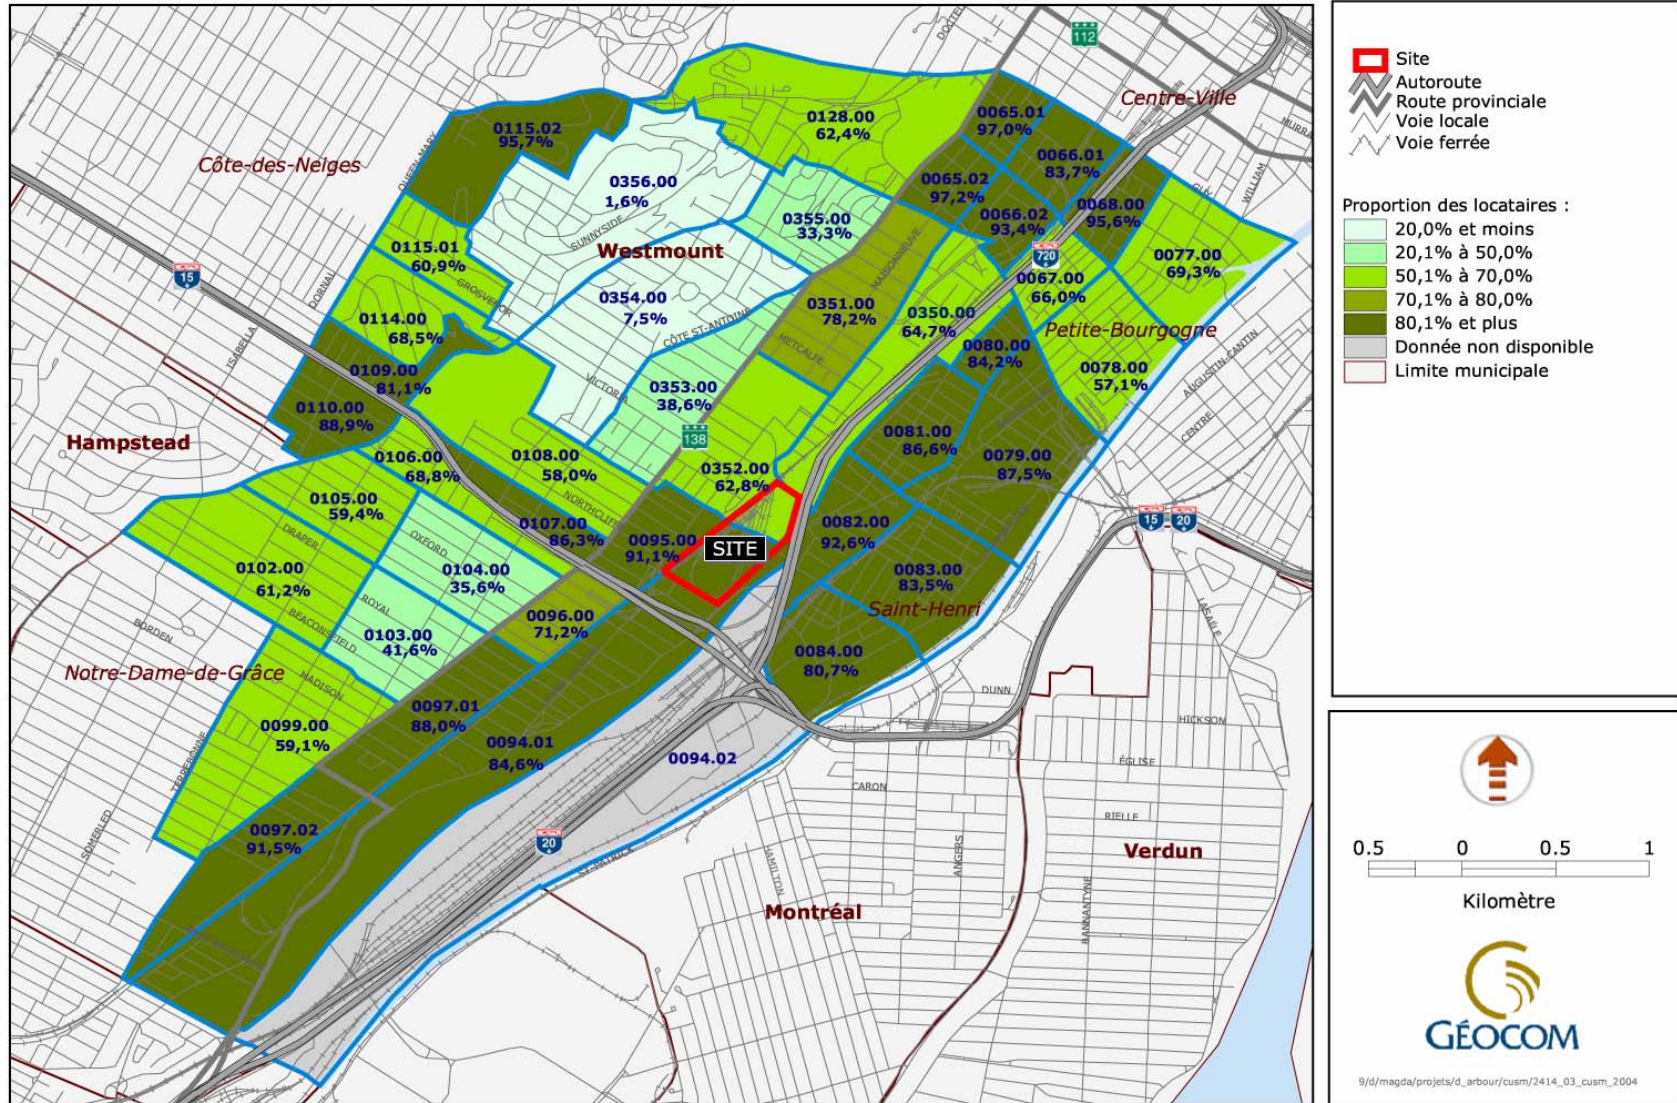 112
Centre-Ville
DOCTEUR
MURRAY
0065.01
97,0%
0128.00
62,4%
0115.02
95,7%
QUEEN-MARY
Côte-des-Neiges
0066.01
83,7%
GUY
WILLIAM
0356.00
1,6%
0065.02
97,2%
0068.00
95,6%
0355.00
33,3%
0066.02
93,4%
SUNNYSIDE
Westmount
0115.01
60,9%
MAISONNEUVE
720
0077.00
69,3%
15
DORNAL
GROSVENOR
0354.00
7,5%
0351.00
78,2%
0067.00
66,0%
0350.00
64,7%
CÔTE ST-ANTOINE
0114.00
68,5%
ISABELLA
METCALFE
Petite-Bourgogne
0080.00
84,2%
AUGUSTIN-CANTIN
0078.00
57,1%
0109.00
81,1%
VICTORIA
0353.00
38,6%
0110.00
88,9%
CENTRE
Hampstead
138
0081.00
86,6%
0106.00
68,8%
0108.00
58,0%
0079.00
87,5%
0352.00
62,8%
0105.00
59,4%
NORTHCLIFFE
15
20
DRAPER
OXFORD
0107.00
86,3%
0095.00
91,1%
SITE
0082.00
92,6%
0102.00
61,2%
0104.00
35,6%
0083.00
83,5%
ROYAL
BEACONSFIELD
BORDEN
0096.00
71,2%
Saint-Henri
LASALLE
0103.00
41,6%
0084.00
80,7%
Notre-Dame-de-Grâce
MADISON
DUNN
0097.01
88,0%
HICKSON
0099.00
59,1%
TERREBONNE
0094.01
84,6%
0094.02
ÉGLISE
CARON
SOMERLED
0097.02
91,5%
20
RIELLE
ST-PATRICK
HAMILTON
ANGERS
Verdun
BANNANTYNE
Montréal
Site
Autoroute
Route provinciale
Voie locale
Voie ferrée
Proportion des locataires :
20,0% et moins
20,1% à 50,0%
50,1% à 70,0%
70,1% à 80,0%
80,1% et plus
Donnée non disponible
Limite municipale
0.5 0 0.5 1
Kilomètre
GÉOCOM
9/d/magda/projets/d_arbour/cusm/2414_03_cusm_2004